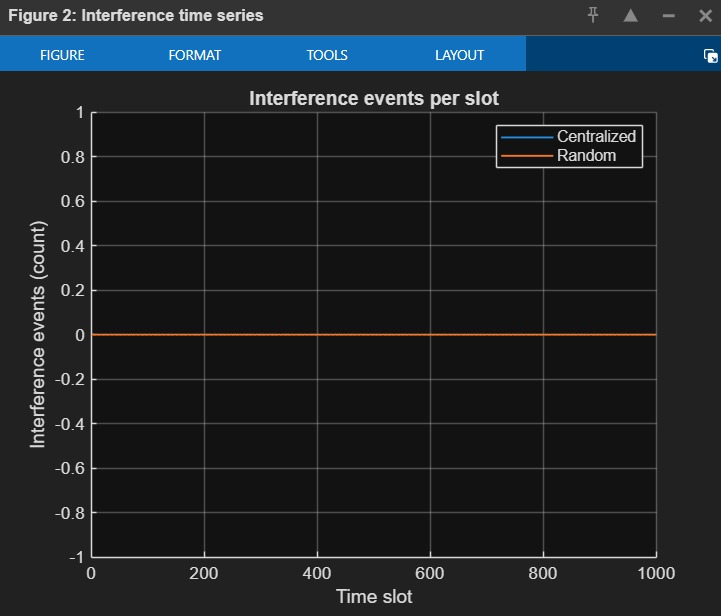 Figure 2: Interference time series
FIGURE FORMAT TOOLS LAYOUT
Interference events per slot
Centralized
Random
1
0.8
0.6
0.4
0.2
0
-0.2
-0.4
-0.6
-0.8
-1
Interference events (count)
0 200 400 600 800 1000
Time slot